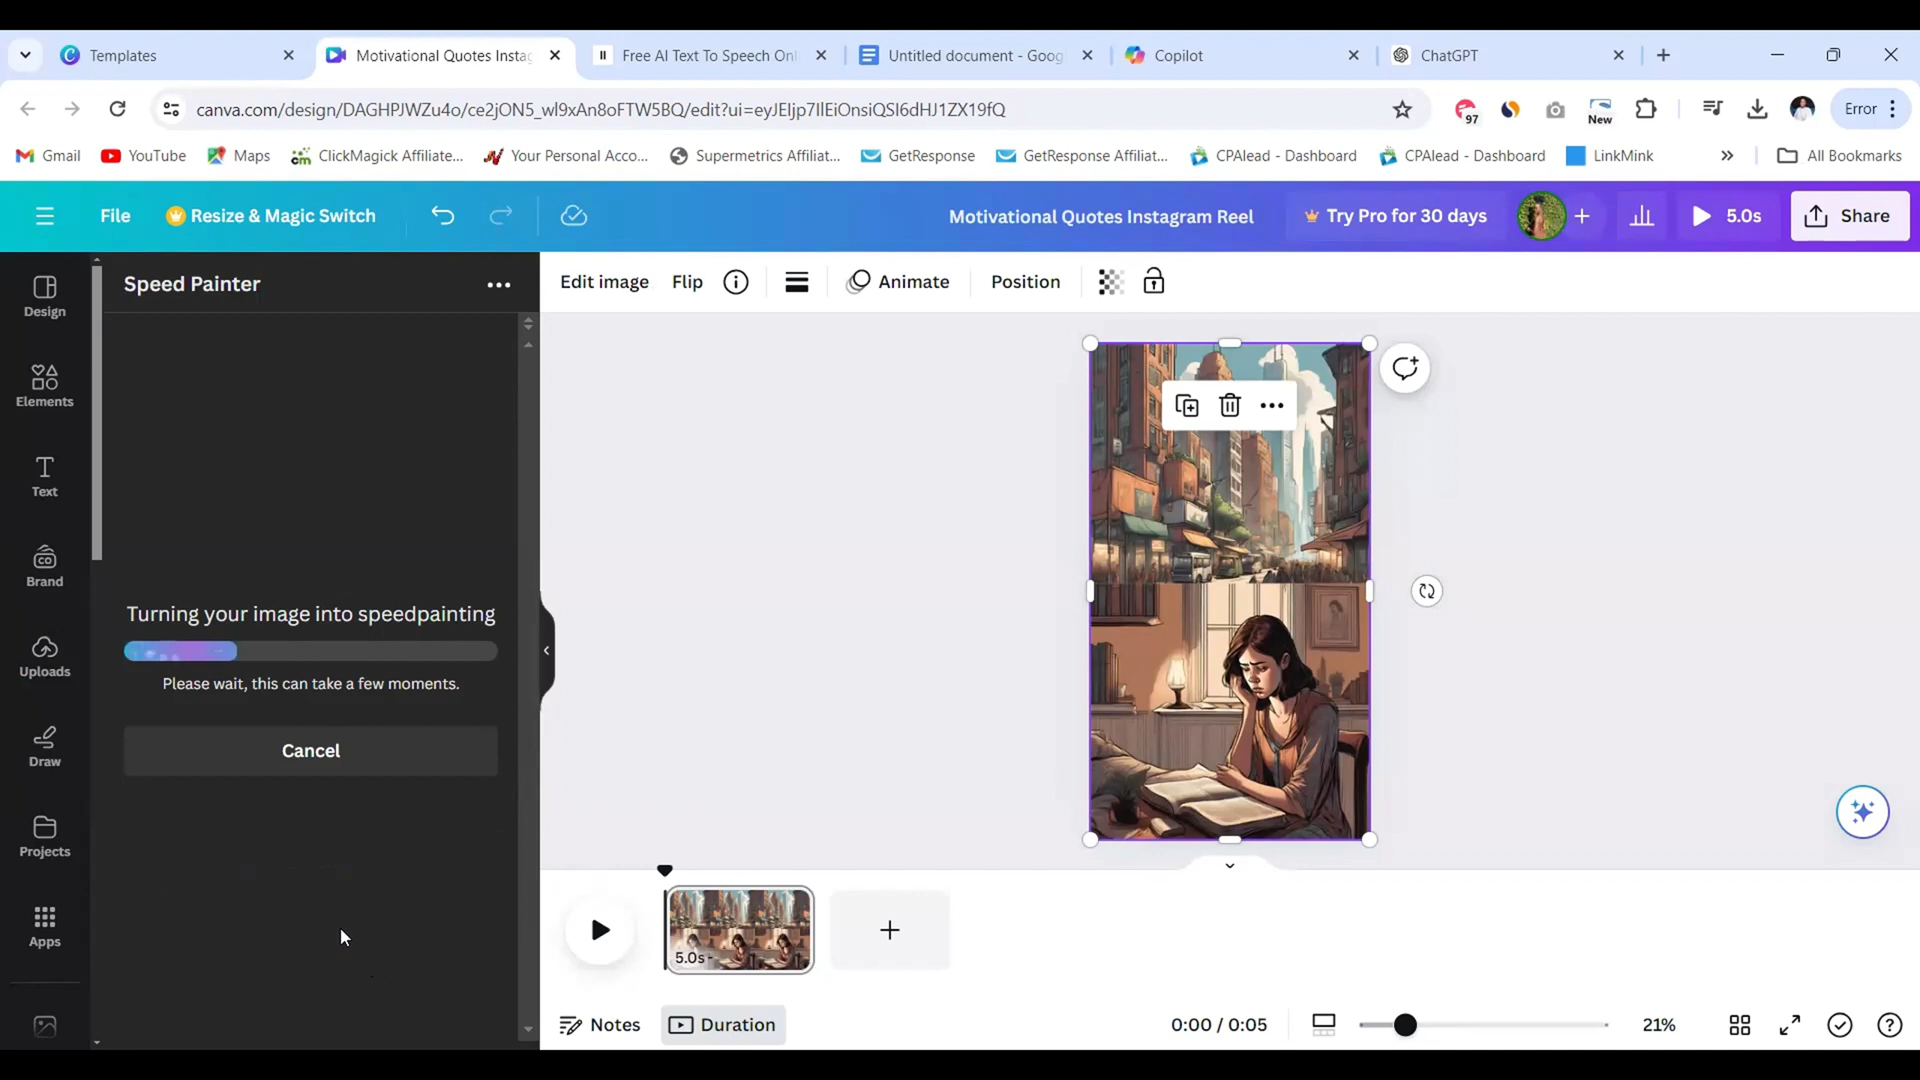 Templates
Motivational Quotes Instag
Free AI Text To Speech Onl
Untitled document - Goog
Copilot
ChatGPT
canva.com/design/DAGHPJWZu4o/ce2jON5_wl9xAn8oFTW5BQ/edit?ui=eyJEIjp7IlEiOnsiQSI6dHJ1ZX19fQ
97
New
Error
Gmail
YouTube
Maps
ClickMagick Affiliate...
Your Personal Acco...
Supermetrics Affiliat...
GetResponse
GetResponse Affiliat...
CPAlead - Dashboard
CPAlead - Dashboard
LinkMink
All Bookmarks
File
Resize & Magic Switch
Motivational Quotes Instagram Reel
Try Pro for 30 days
5.0s
Share
Design
Elements
Text
Brand
Uploads
Draw
Projects
Apps
Speed Painter
Turning your image into speedpainting
Please wait, this can take a few moments.
Cancel
Edit image
Flip
Animate
Position
5.0s
Notes
Duration
0:00 / 0:05
21%